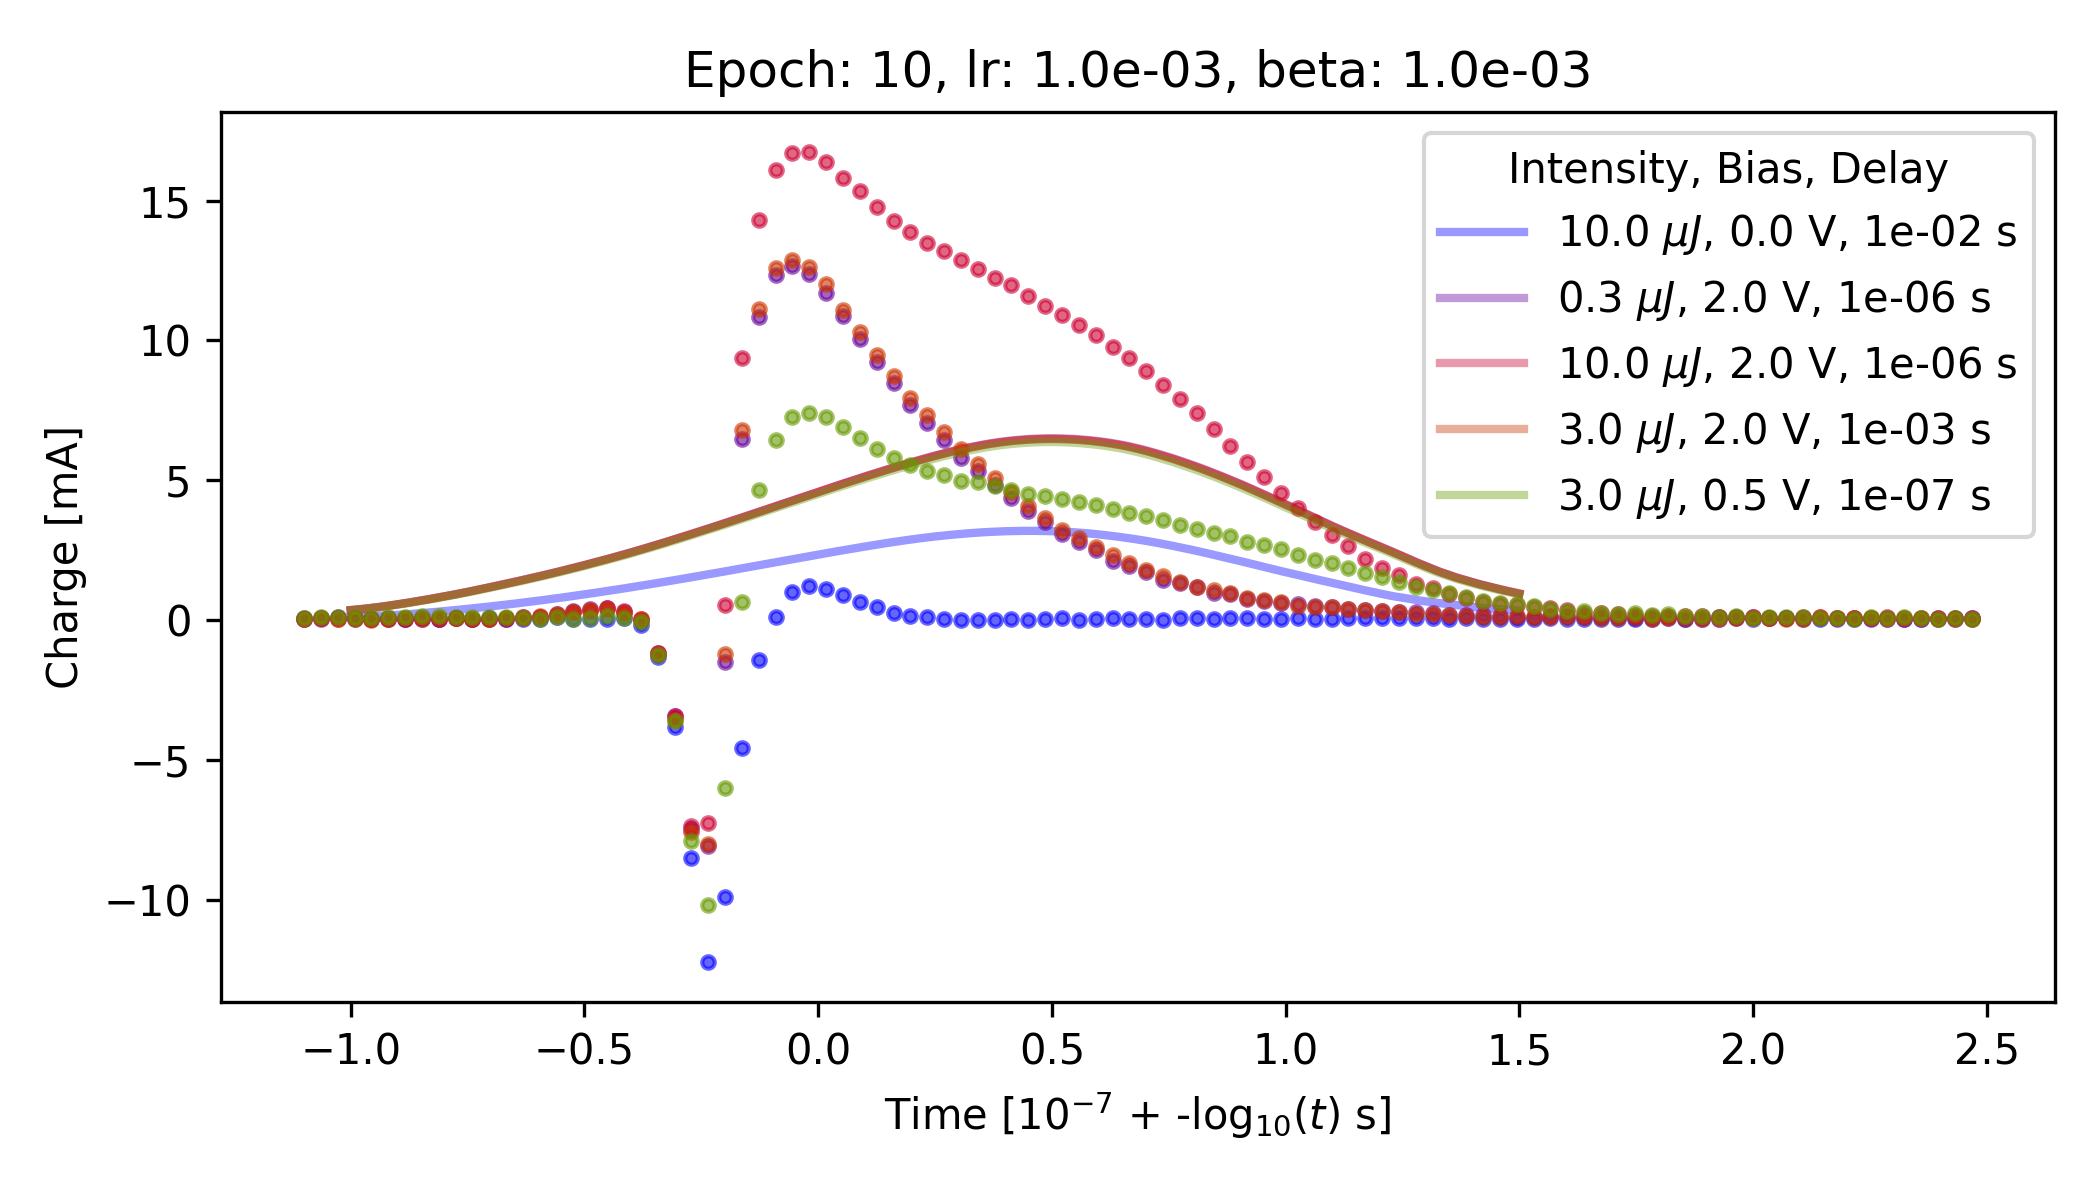 Epoch: 10, lr: 1.0e-03, beta: 1.0e-03
Charge [mA]
15
10
5
0
−5
−10
Intensity, Bias, Delay
10.0 μJ, 0.0 V, 1e-02 s
0.3 μJ, 2.0 V, 1e-06 s
10.0 μJ, 2.0 V, 1e-06 s
3.0 μJ, 2.0 V, 1e-03 s
3.0 μJ, 0.5 V, 1e-07 s
−1.0 −0.5 0.0 0.5 1.0 1.5 2.0 2.5
Time [10⁻⁷ + -log₁₀(t) s]